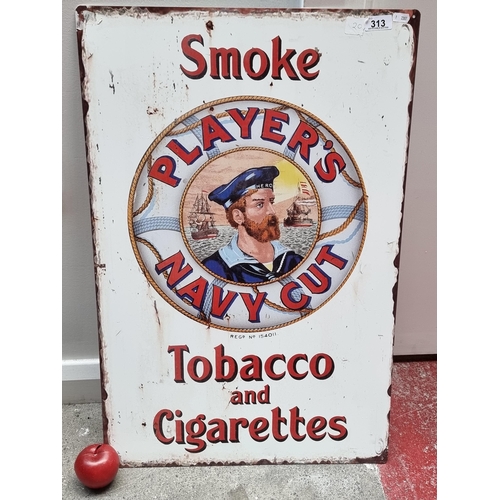 313
Smoke
PLAYER'S
HERO
NAVY CUT
REGD. No 154011
Tobacco
and
Cigarettes